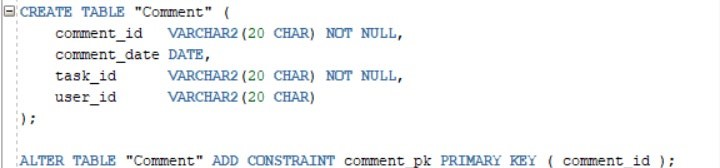 CREATE TABLE "Comment" (
comment_id VARCHAR2(20 CHAR) NOT NULL,
comment_date DATE,
task_id VARCHAR2(20 CHAR) NOT NULL,
user_id VARCHAR2(20 CHAR)
);
ALTER TABLE "Comment" ADD CONSTRAINT comment_pk PRIMARY KEY ( comment_id );